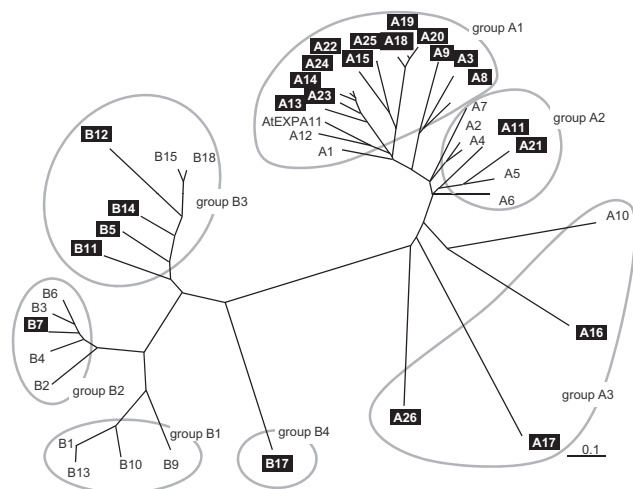 A19
group A1
A22 A25 A18 A20
A24 A15 A9 A3
A14 A8
A13 A23 A7
AtEXPA11 A2 A11 group A2
A12 A4 A21
A1 A5
A6
A10
B12
B15 B18
B14 group B3
B5
B11
B6
B3
B7
B4
B2
group B2
A16
group A3
A26
A17
0.1
group B1 group B4
B1
B13 B10 B9 B17